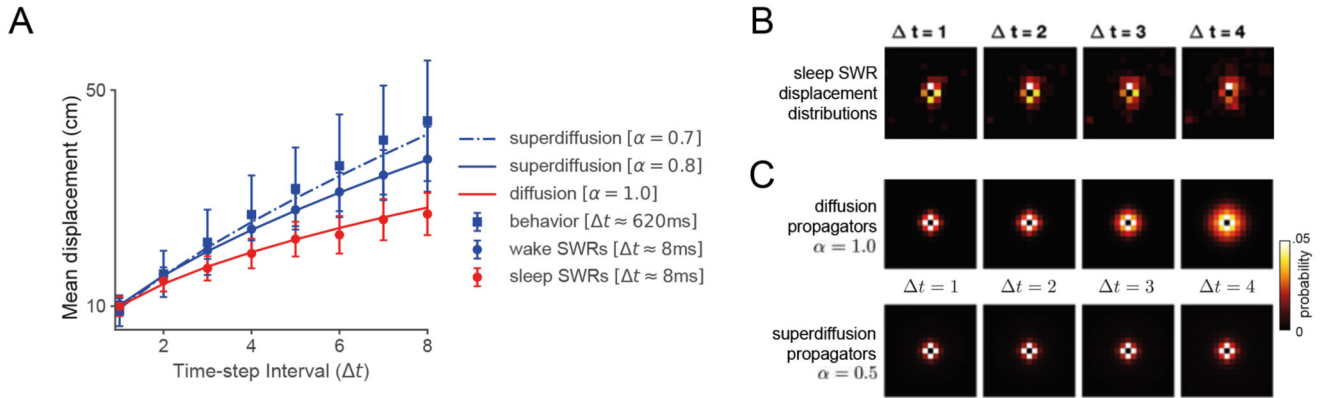 A
Mean displacement (cm)
50
10
2
4
6
8
Time-step Interval (Δt)
superdiffusion [α = 0.7]
superdiffusion [α = 0.8]
diffusion [α = 1.0]
behavior [Δt ≈ 620ms]
wake SWRs [Δt ≈ 8ms]
sleep SWRs [Δt ≈ 8ms]
B
Δ t = 1
Δ t = 2
Δ t = 3
Δ t = 4
sleep SWR
displacement
distributions
C
diffusion
propagators
α = 1.0
Δt = 1
Δt = 2
Δt = 3
Δt = 4
superdiffusion
propagators
α = 0.5
.05
probability
0